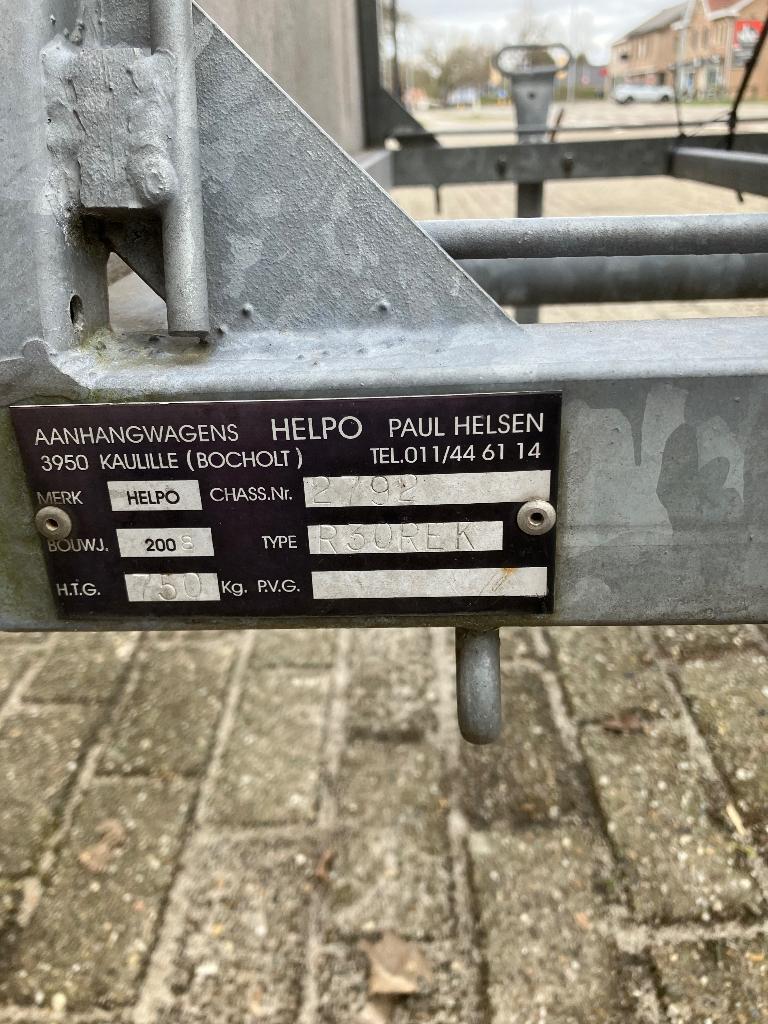 AANHANGWAGENS HELPO PAUL HELSEN
3950 KAULILLE (BOCHOLT) TEL.011/44 61 14
MERK HELPO CHASS.Nr. 2792
BOUWJ. 2008 TYPE R30REK
H.T.G. 750 Kg. P.V.G. /